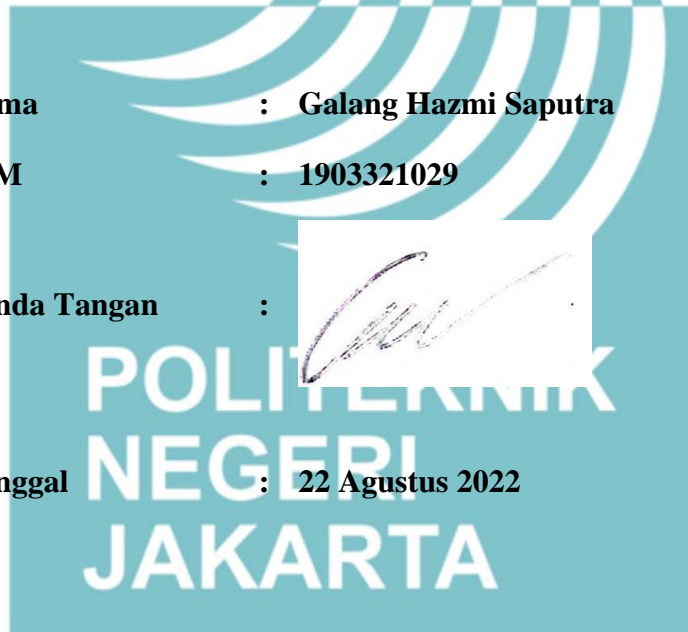 ma : Galang Hazmi Saputra
M : 1903321029
nda Tangan :
POLITEKNIK
NEGERI
nggal : 22 Agustus 2022
JAKARTA